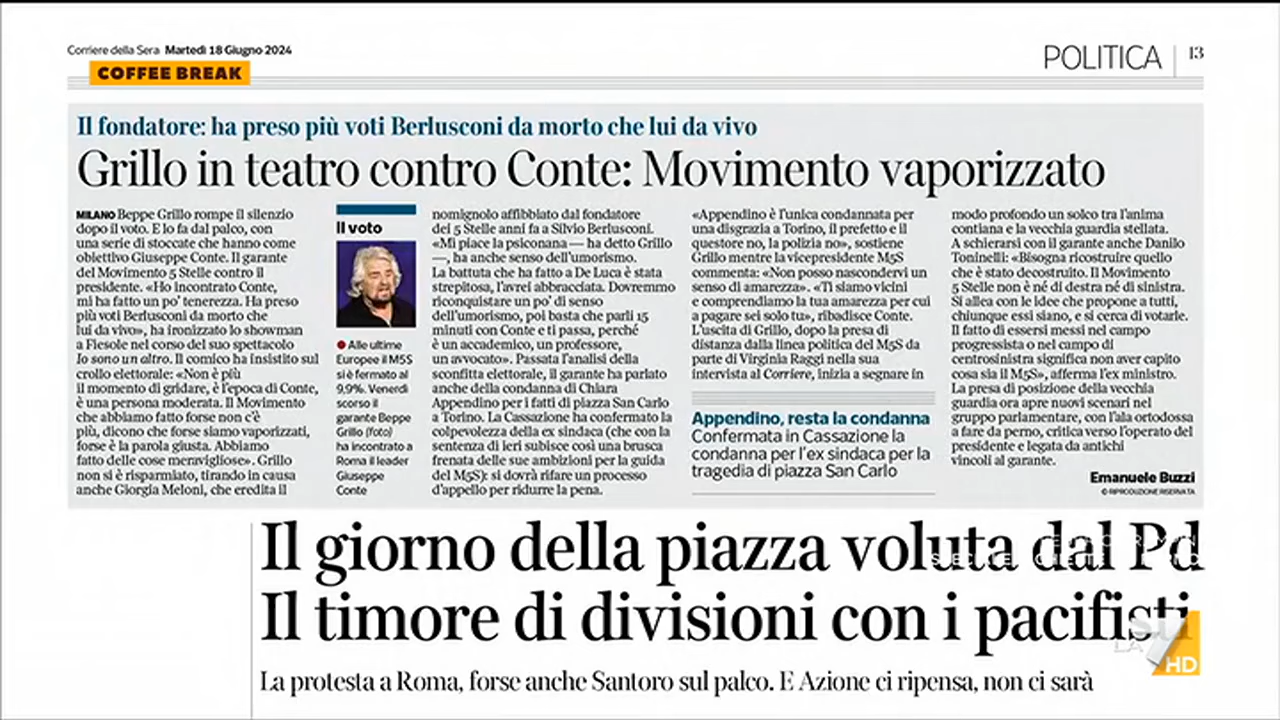 Corriere della Sera Martedì 18 Giugno 2024
POLITICA 13
COFFEE BREAK
Il fondatore: ha preso più voti Berlusconi da morto che lui da vivo
Grillo in teatro contro Conte: Movimento vaporizzato
MILANO Beppe Grillo rompe il silenzio
dopo il voto. E lo fa dal palco, con
una serie di stoccate che hanno come
obiettivo Giuseppe Conte. Il garante
del Movimento 5 Stelle contro il
presidente. «Ho incontrato Conte,
mi ha fatto un po' tenerezza. Ha preso
più voti Berlusconi da morto che
lui da vivo», ha ironizzato lo showman
a Fiesole nel corso del suo spettacolo
Io sono un altro. Il comico ha insistito sul
crollo elettorale: «Non è più
il momento di gridare, è l'epoca di Conte,
è una persona moderata. Il Movimento
che abbiamo fatto forse non c'è
più, dicono che forse siamo vaporizzati,
forse è la parola giusta. Abbiamo
fatto delle cose meravigliose». Grillo
non si è risparmiato, tirando in causa
anche Giorgia Meloni, che eredita il
Il voto
● Alle ultime
Europee il M5S
si è fermato al
9,9%. Venerdì
scorso il
garante Beppe
Grillo (foto)
ha incontrato a
Roma il leader
Giuseppe
Conte
nomignolo affibbiato dal fondatore
dei 5 Stelle anni fa a Silvio Berlusconi.
«Mi piace la psiconana — ha detto Grillo
—, ha anche senso dell'umorismo.
La battuta che ha fatto a De Luca è stata
strepitosa, l'avrei abbracciata. Dovremmo
riconquistare un po' di senso
dell'umorismo, poi basta che parli 15
minuti con Conte e ti passa, perché
è un accademico, un professore,
un avvocato». Passata l'analisi della
sconfitta elettorale, il garante ha parlato
anche della condanna di Chiara
Appendino per i fatti di piazza San Carlo
a Torino. La Cassazione ha confermato la
colpevolezza della ex sindaca (che con la
sentenza di ieri subisce così una brusca
frenata delle sue ambizioni per la guida
del M5S): si dovrà rifare un processo
d'appello per ridurre la pena.
«Appendino è l'unica condannata per
una disgrazia a Torino, il prefetto e il
questore no, la polizia no», sostiene
Grillo mentre la vicepresidente M5S
commenta: «Non posso nascondervi un
senso di amarezza». «Ti siamo vicini
e comprendiamo la tua amarezza per cui
a pagare sei solo tu», ribadisce Conte.
L'uscita di Grillo, dopo la presa di
distanza dalla linea politica del M5S da
parte di Virginia Raggi nella sua
intervista al Corriere, inizia a segnare in
Appendino, resta la condanna
Confermata in Cassazione la
condanna per l'ex sindaca per la
tragedia di piazza San Carlo
modo profondo un solco tra l'anima
contiana e la vecchia guardia stellata.
A schierarsi con il garante anche Danilo
Toninelli: «Bisogna ricostruire quello
che è stato decostruito. Il Movimento
5 Stelle non è né di destra né di sinistra.
Si allea con le idee che propone a tutti,
chiunque essi siano, e si cerca di votarle.
Il fatto di essersi messi nel campo
progressista o nel campo di
centrosinistra significa non aver capito
cosa sia il M5S», afferma l'ex ministro.
La presa di posizione della vecchia
guardia ora apre nuovi scenari nel
gruppo parlamentare, con l'ala ortodossa
a fare da perno, critica verso l'operato del
presidente e legata da antichi
vincoli al garante.
Emanuele Buzzi
© RIPRODUZIONE RISERVATA
Il giorno della piazza voluta dal Pd
Il timore di divisioni con i pacifisti
La protesta a Roma, forse anche Santoro sul palco. E Azione ci ripensa, non ci sarà
LA
HD